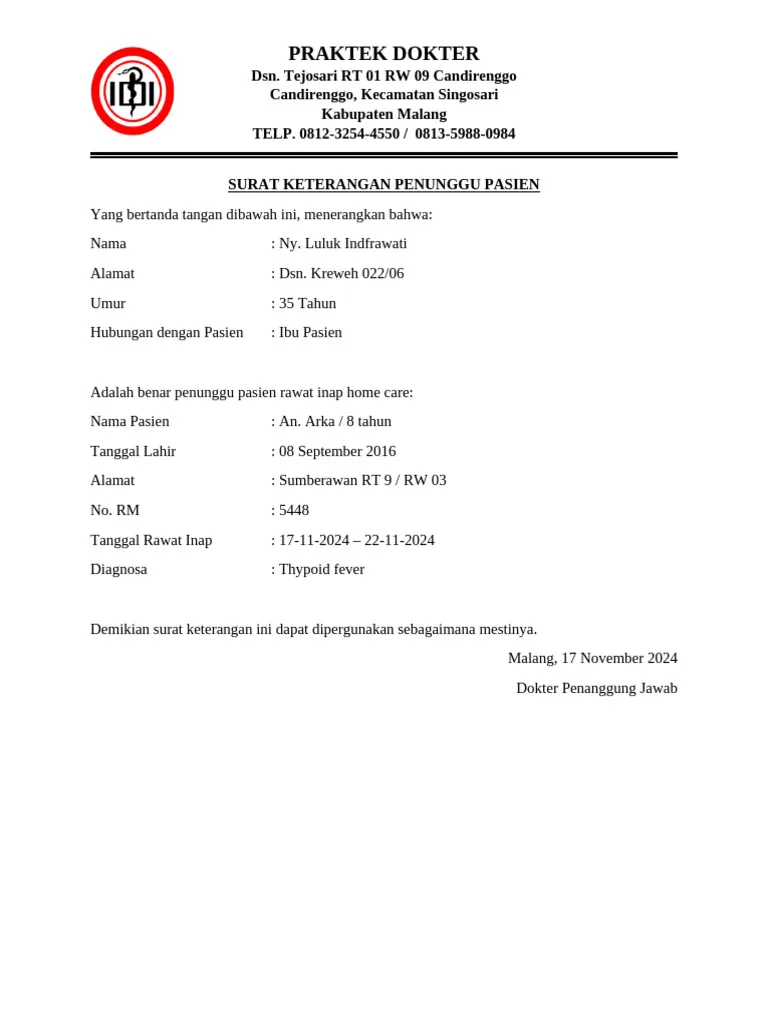 IDI
PRAKTEK DOKTER
Dsn. Tejosari RT 01 RW 09 Candirenggo
Candirenggo, Kecamatan Singosari
Kabupaten Malang
TELP. 0812-3254-4550 / 0813-5988-0984
SURAT KETERANGAN PENUNGGU PASIEN
Yang bertanda tangan dibawah ini, menerangkan bahwa:
Nama : Ny. Luluk Indfrawati
Alamat : Dsn. Kreweh 022/06
Umur : 35 Tahun
Hubungan dengan Pasien : Ibu Pasien
Adalah benar penunggu pasien rawat inap home care:
Nama Pasien : An. Arka / 8 tahun
Tanggal Lahir : 08 September 2016
Alamat : Sumberawan RT 9 / RW 03
No. RM : 5448
Tanggal Rawat Inap : 17-11-2024 – 22-11-2024
Diagnosa : Thypoid fever
Demikian surat keterangan ini dapat dipergunakan sebagaimana mestinya.
Malang, 17 November 2024
Dokter Penanggung Jawab